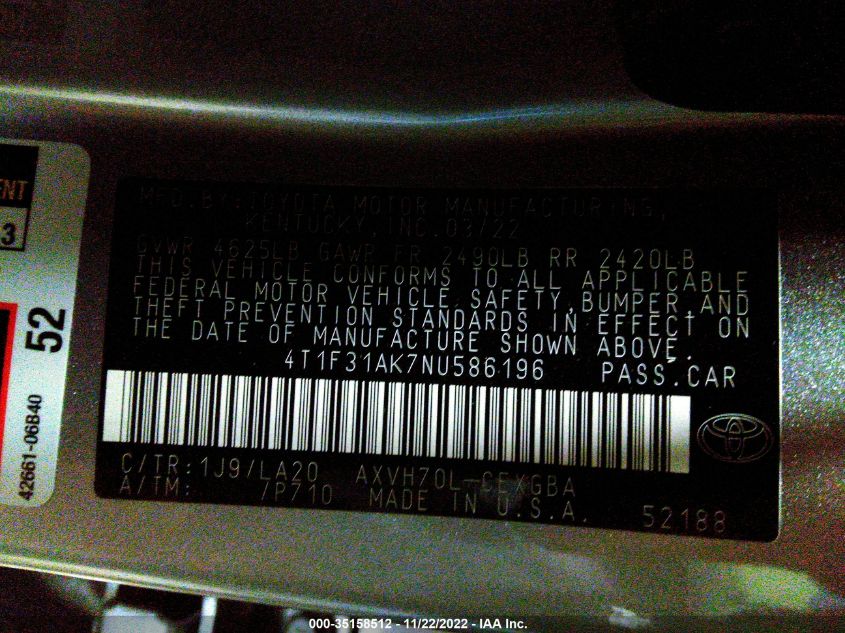 ENT
3
52
42661-06B40
MFD.BY:TOYOTA MOTOR MANUFACTURING,
KENTUCKY,INC.03/22
GVWR 4625LB GAWR FR 2490LB RR 2420LB
THIS VEHICLE CONFORMS TO ALL APPLICABLE
FEDERAL MOTOR VEHICLE SAFETY,BUMPER,AND
THEFT PREVENTION STANDARDS IN EFFECT ON
THE DATE OF MANUFACTURE SHOWN ABOVE.
4T1F31AK7NU586196 PASS.CAR
C/TR:1J9/LA20 AXVH70L-CEXGBA
A/TM: /P710 MADE IN U.S.A. 52188
000-35158512 - 11/22/2022 - IAA Inc.